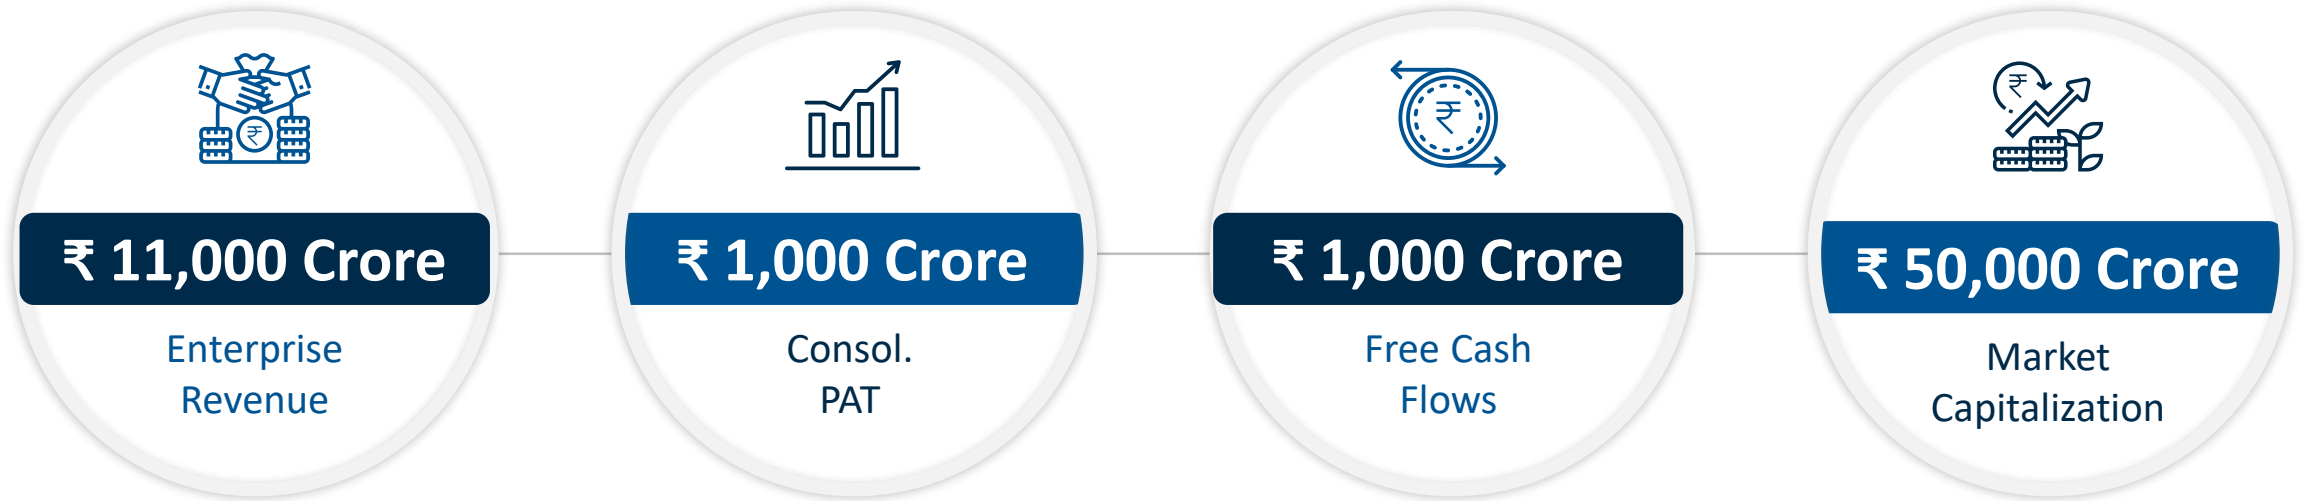 ₹ 11,000 Crore
Enterprise
Revenue
₹ 1,000 Crore
Consol.
PAT
₹ 1,000 Crore
Free Cash
Flows
₹ 50,000 Crore
Market
Capitalization